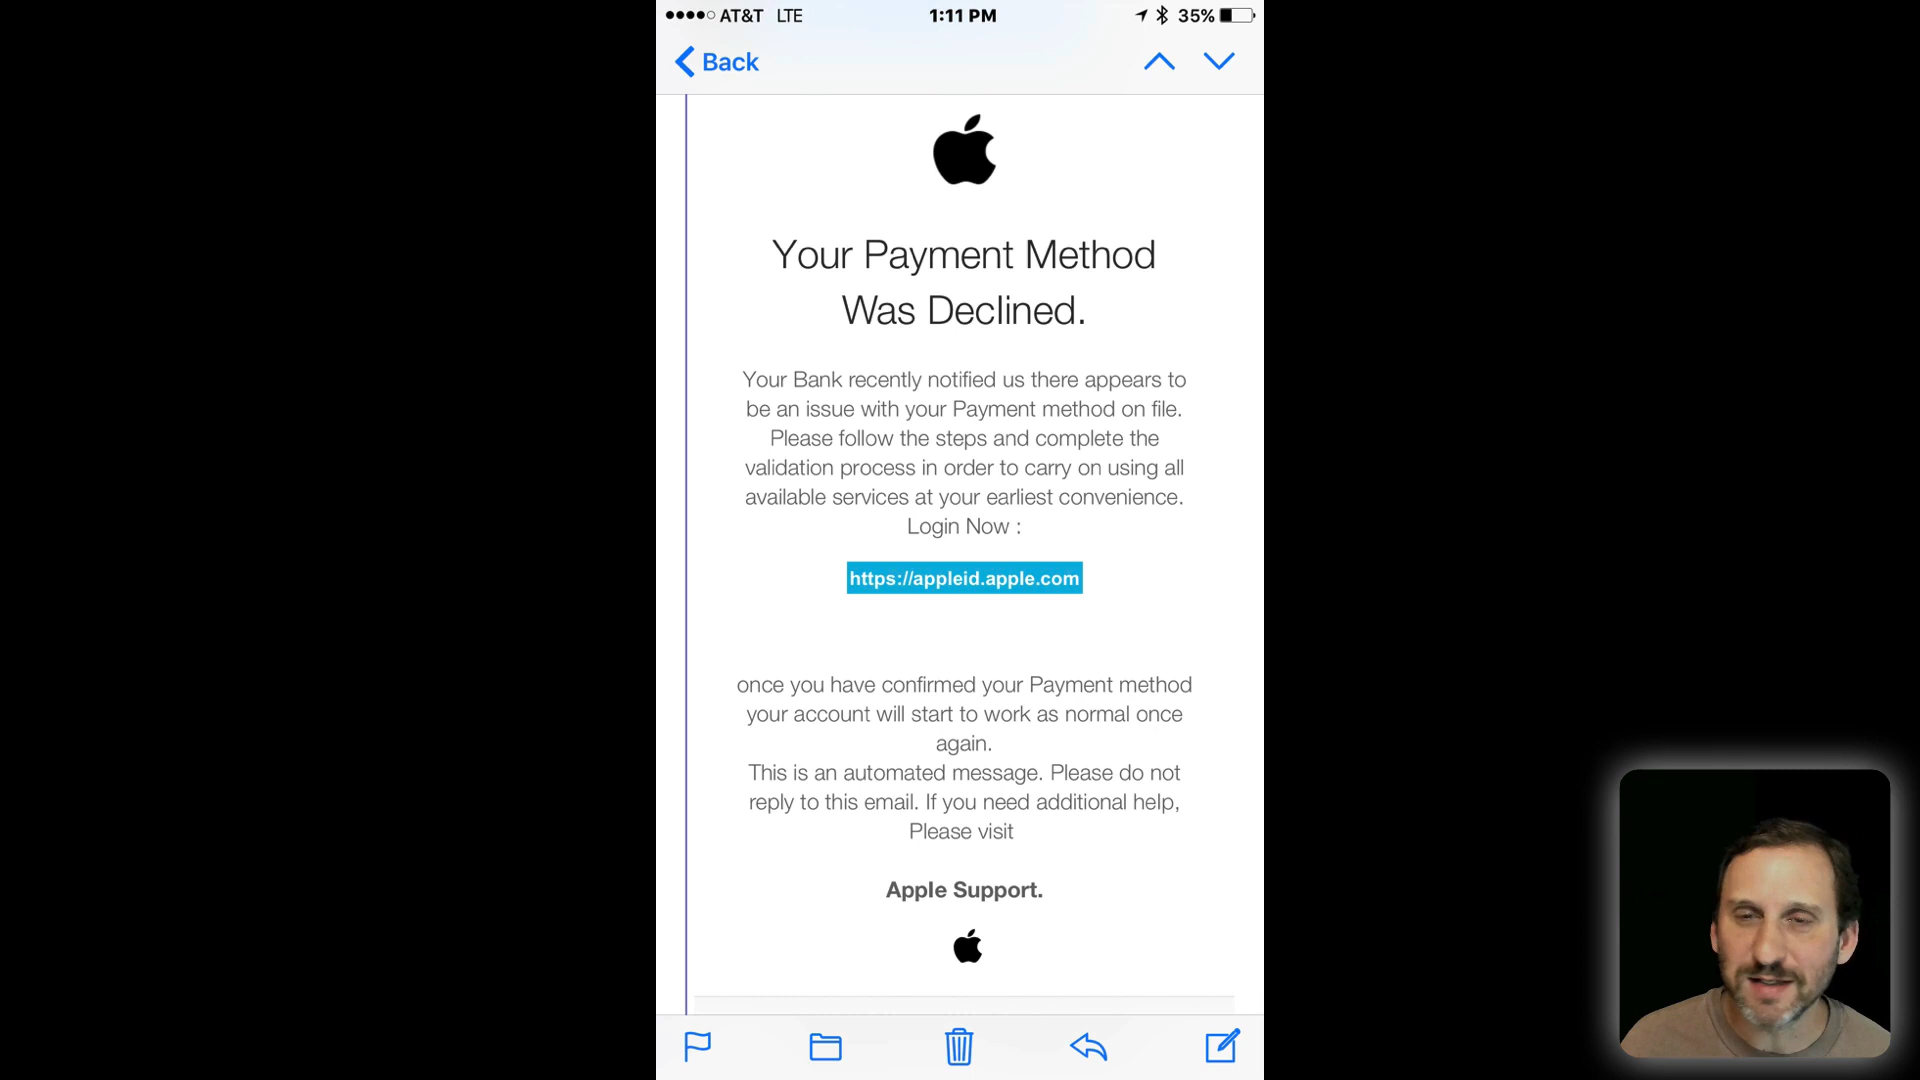 AT&T LTE 1:11 PM 35%
Back
Your Payment Method
Was Declined.
Your Bank recently notified us there appears to
be an issue with your Payment method on file.
Please follow the steps and complete the
validation process in order to carry on using all
available services at your earliest convenience.
Login Now :
https://appleid.apple.com
once you have confirmed your Payment method
your account will start to work as normal once
again.
This is an automated message. Please do not
reply to this email. If you need additional help,
Please visit
Apple Support.